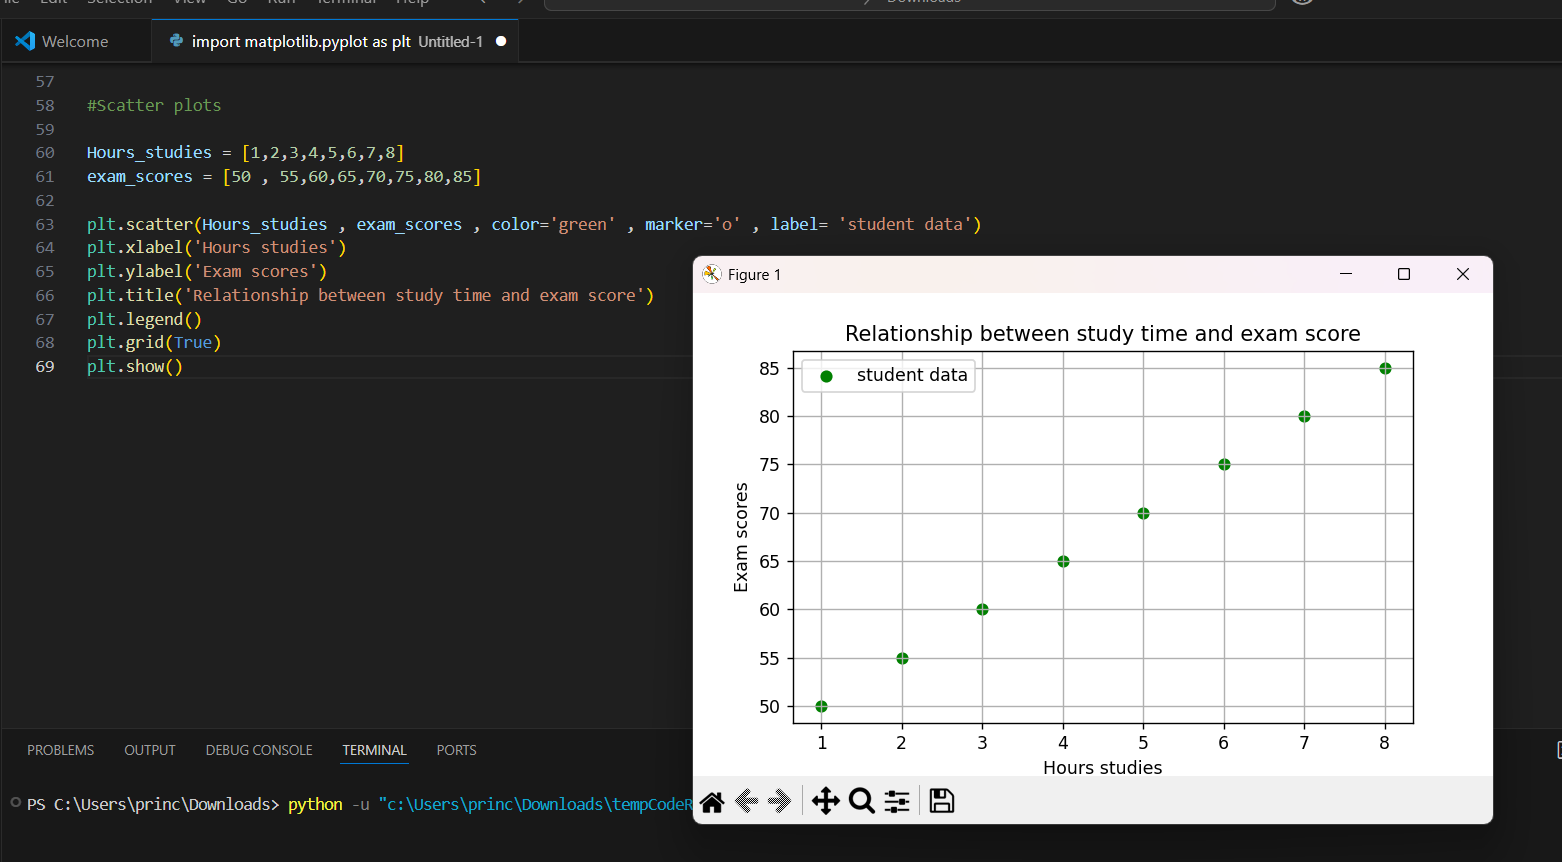 Edit Selection View Go Run Terminal Help Downloads
Welcome import matplotlib.pyplot as plt Untitled-1
57
58 #Scatter plots
59
60 Hours_studies = [1,2,3,4,5,6,7,8]
61 exam_scores = [50 , 55,60,65,70,75,80,85]
62
63 plt.scatter(Hours_studies , exam_scores , color='green' , marker='o' , label= 'student data')
64 plt.xlabel('Hours studies')
65 plt.ylabel('Exam scores')
66 plt.title('Relationship between study time and exam score')
67 plt.legend()
68 plt.grid(True)
69 plt.show()
Figure 1
Relationship between study time and exam score
student data
Exam scores
85
80
75
70
65
60
55
50
1 2 3 4 5 6 7 8
Hours studies
PROBLEMS OUTPUT DEBUG CONSOLE TERMINAL PORTS
PS C:\Users\princ\Downloads> python -u "c:\Users\princ\Downloads\tempCodeR